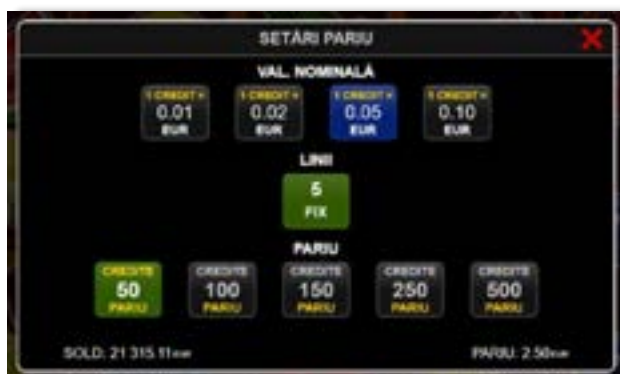 SETĂRI PARIU
VAL. NOMINALĂ
1 CREDIT = 1 CREDIT = 1 CREDIT = 1 CREDIT =
0.01 0.02 0.05 0.10
EUR EUR EUR EUR
LINII
5
FIX
PARIU
CREDITE CREDITE CREDITE CREDITE CREDITE
50 100 150 250 500
PARIU PARIU PARIU PARIU PARIU
SOLD: 21 315.11 EUR PARIU: 2.50 EUR